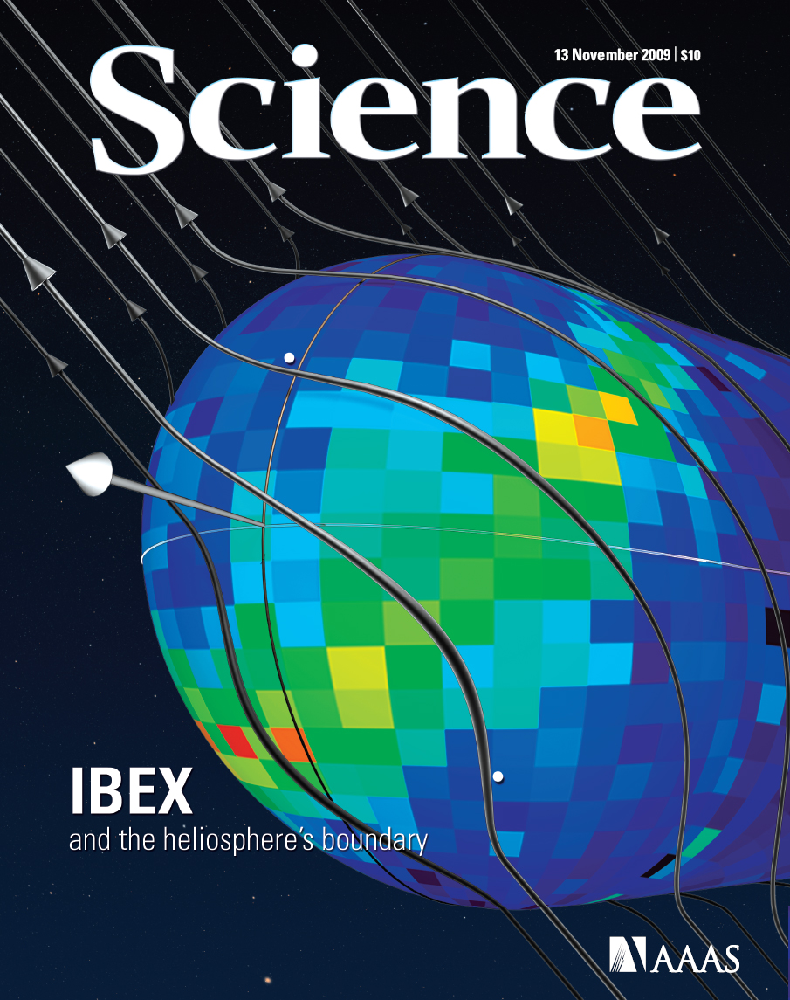 Science
13 November 2009 | $10
IBEX
and the heliosphere's boundary
AAAS